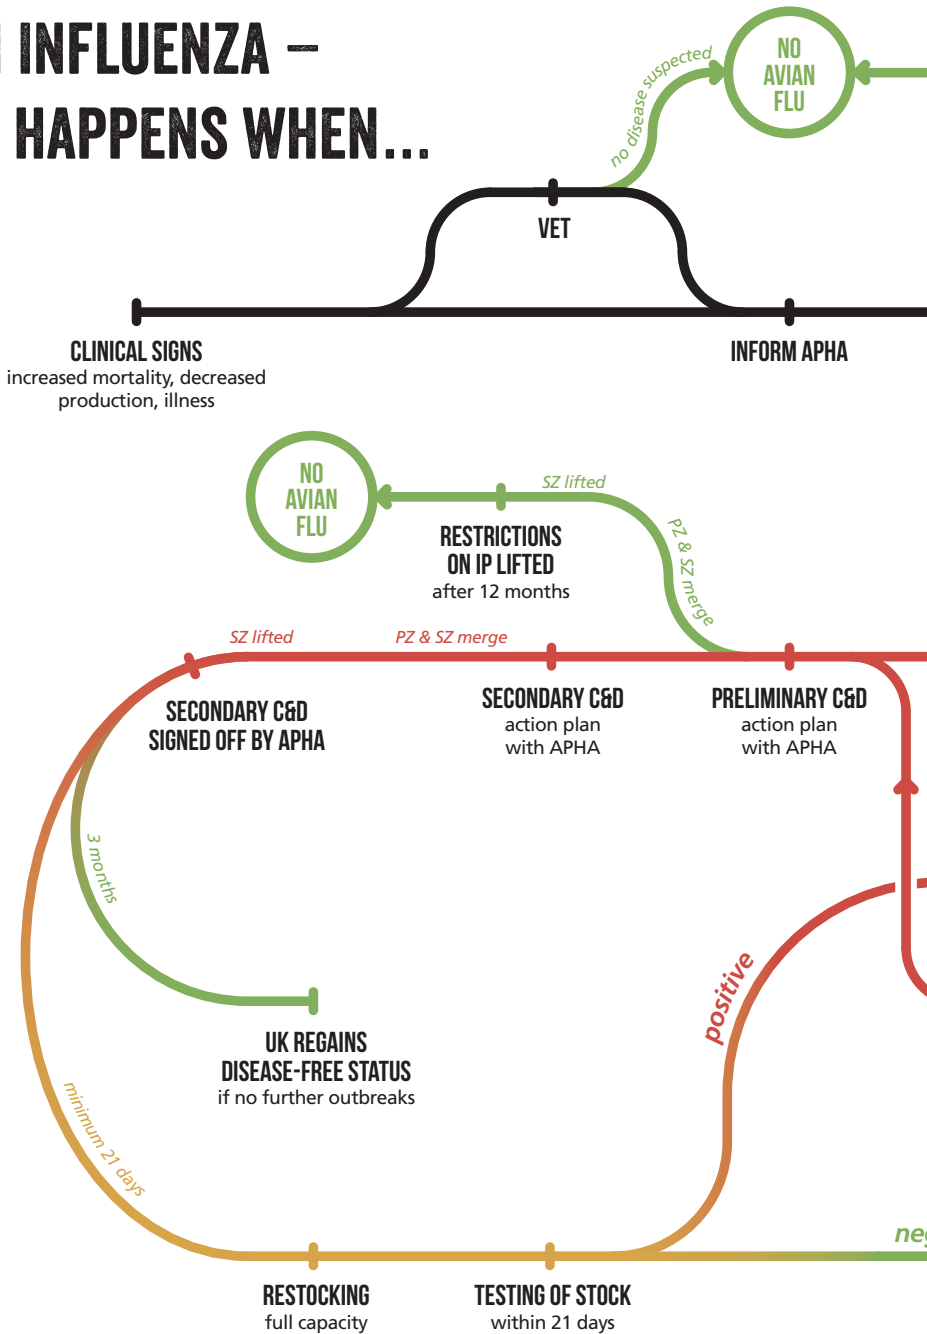 INFLUENZA –
HAPPENS WHEN...
no disease suspected
NO
AVIAN
FLU
VET
CLINICAL SIGNS
increased mortality, decreased
production, illness
INFORM APHA
NO
AVIAN
FLU
SZ lifted
RESTRICTIONS
ON IP LIFTED
after 12 months
PZ & SZ merge
SZ lifted
PZ & SZ merge
SECONDARY C&D
SIGNED OFF BY APHA
SECONDARY C&D
action plan
with APHA
PRELIMINARY C&D
action plan
with APHA
3 months
UK REGAINS
DISEASE-FREE STATUS
if no further outbreaks
positive
minimum 21 days
neg
RESTOCKING
full capacity
TESTING OF STOCK
within 21 days